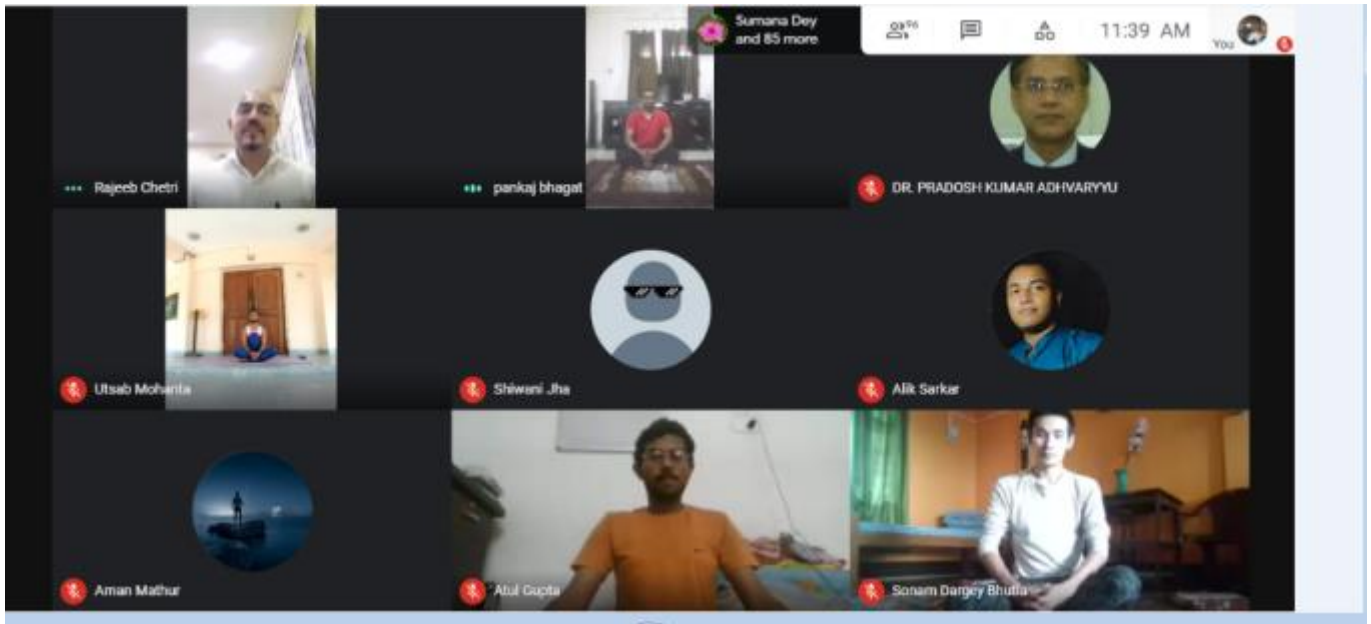 Sumana Dey
and 85 more
96
11:39 AM
You
Rajeeb Chetri
pankaj bhagat
DR. PRADOSH KUMAR ADHVARYYU
Utsab Mohanta
Shiwani Jha
Alik Sarkar
Aman Mathur
Atul Gupta
Sonam Dargey Bhutia